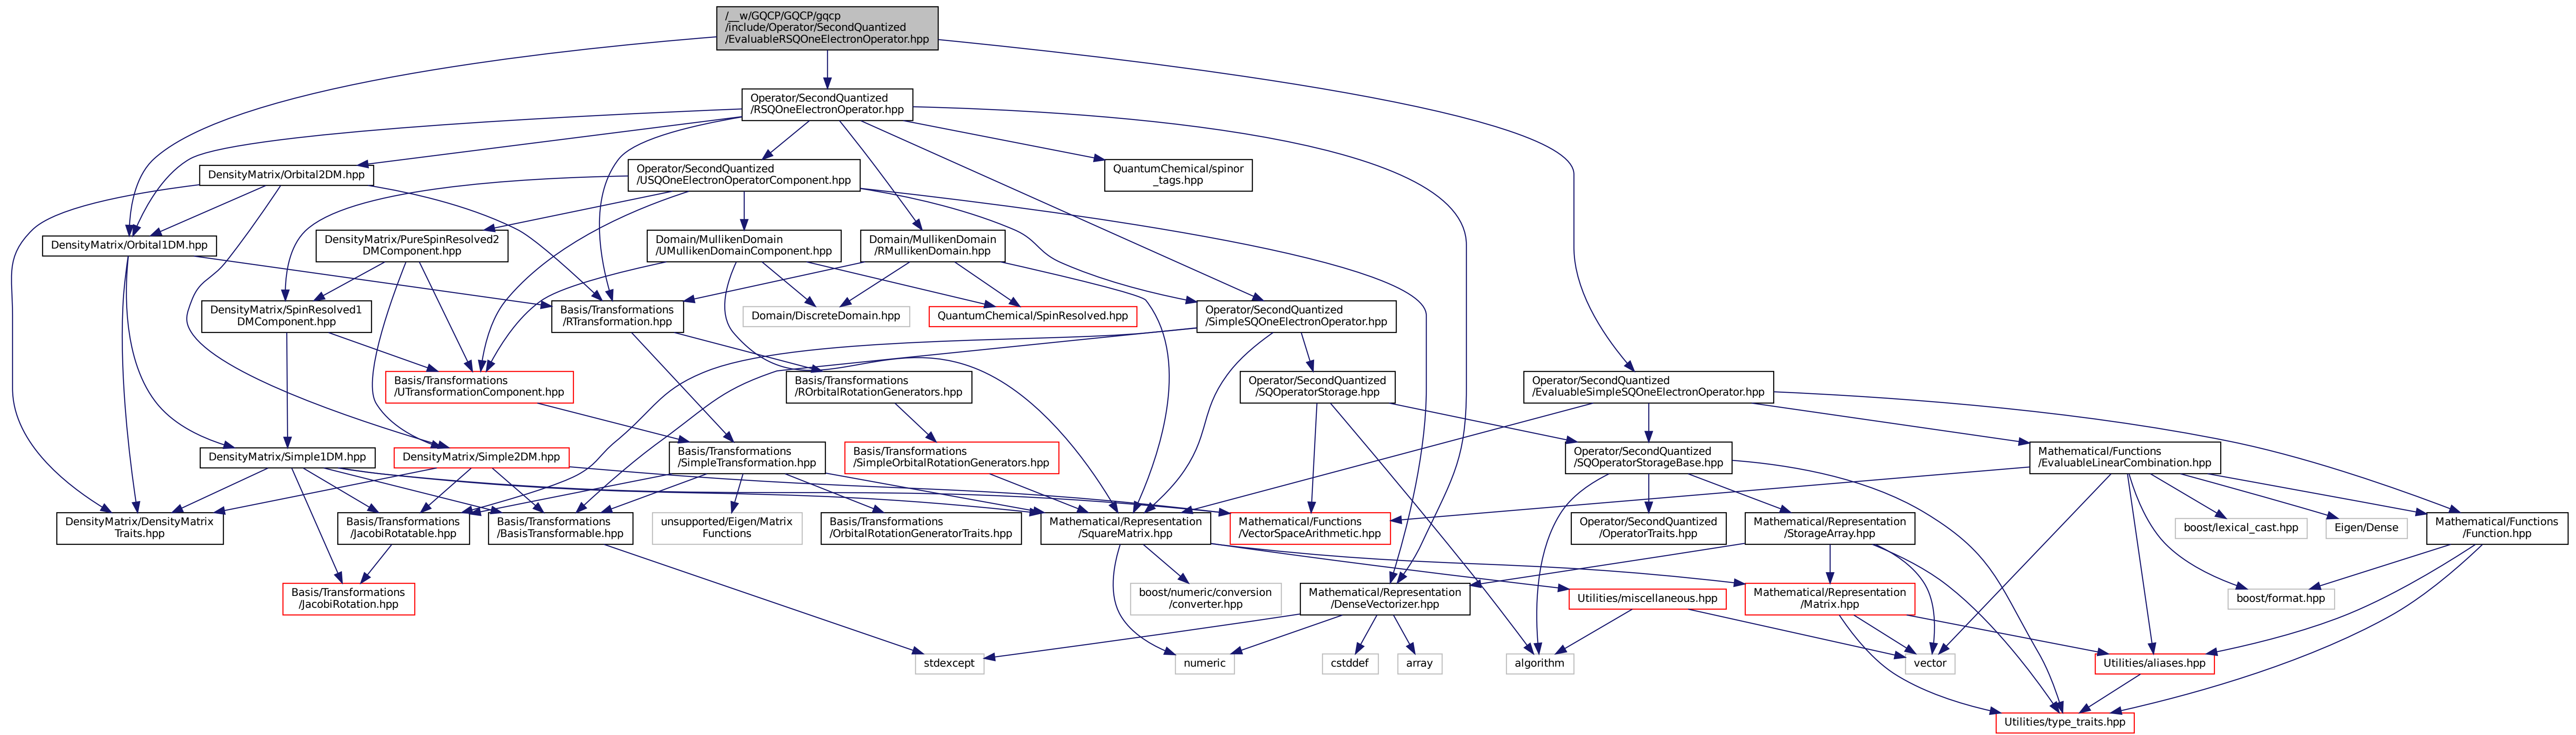 /__w/GQCP/GQCP/gqcp
/include/Operator/SecondQuantized
/EvaluableRSQOneElectronOperator.hpp
Operator/SecondQuantized
/RSQOneElectronOperator.hpp
DensityMatrix/Orbital2DM.hpp
Operator/SecondQuantized
/USQOneElectronOperatorComponent.hpp
QuantumChemical/spinor
_tags.hpp
DensityMatrix/Orbital1DM.hpp
DensityMatrix/PureSpinResolved2
DMComponent.hpp
Domain/MullikenDomain
/UMullikenDomainComponent.hpp
Domain/MullikenDomain
/RMullikenDomain.hpp
DensityMatrix/SpinResolved1
DMComponent.hpp
Basis/Transformations
/RTransformation.hpp
Domain/DiscreteDomain.hpp
QuantumChemical/SpinResolved.hpp
Operator/SecondQuantized
/SimpleSQOneElectronOperator.hpp
Basis/Transformations
/UTransformationComponent.hpp
Basis/Transformations
/ROrbitalRotationGenerators.hpp
Operator/SecondQuantized
/SQOperatorStorage.hpp
Operator/SecondQuantized
/EvaluableSimpleSQOneElectronOperator.hpp
DensityMatrix/Simple1DM.hpp
DensityMatrix/Simple2DM.hpp
Basis/Transformations
/SimpleTransformation.hpp
Basis/Transformations
/SimpleOrbitalRotationGenerators.hpp
Operator/SecondQuantized
/SQOperatorStorageBase.hpp
Mathematical/Functions
/EvaluableLinearCombination.hpp
DensityMatrix/DensityMatrix
Traits.hpp
Basis/Transformations
/JacobiRotatable.hpp
Basis/Transformations
/BasisTransformable.hpp
unsupported/Eigen/Matrix
Functions
Basis/Transformations
/OrbitalRotationGeneratorTraits.hpp
Mathematical/Representation
/SquareMatrix.hpp
Mathematical/Functions
/VectorSpaceArithmetic.hpp
Operator/SecondQuantized
/OperatorTraits.hpp
Mathematical/Representation
/StorageArray.hpp
boost/lexical_cast.hpp
Eigen/Dense
Mathematical/Functions
/Function.hpp
Basis/Transformations
/JacobiRotation.hpp
boost/numeric/conversion
/converter.hpp
Mathematical/Representation
/DenseVectorizer.hpp
Utilities/miscellaneous.hpp
Mathematical/Representation
/Matrix.hpp
boost/format.hpp
stdexcept
numeric
cstddef
array
algorithm
vector
Utilities/aliases.hpp
Utilities/type_traits.hpp